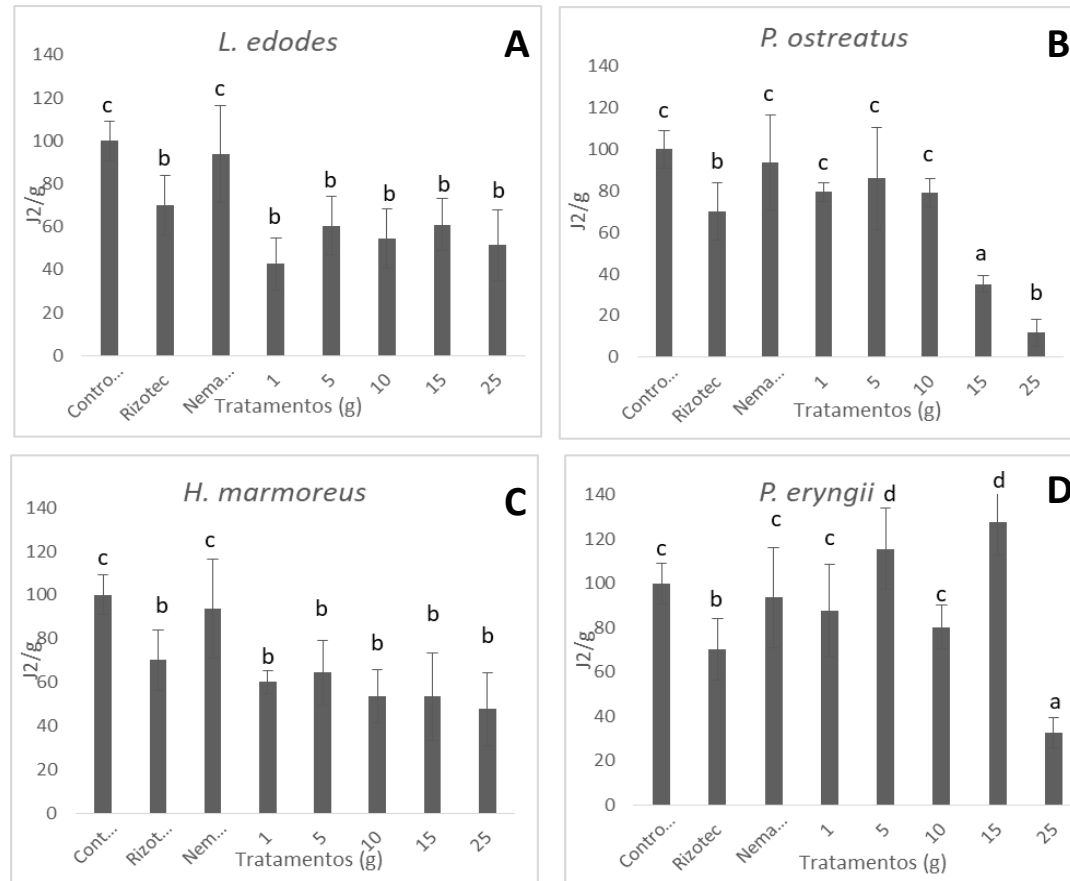 L. edodes
A
140
120
100
80
60
40
20
0
J2/g
c
b
c
b
b
b
b
b
Contro...
Rizotec
Nema...
1
5
10
15
25
Tratamentos (g)
P. ostreatus
B
140
120
100
80
60
40
20
0
J2/g
c
b
c
c
c
c
a
b
Contro...
Rizotec
Nema...
1
5
10
15
25
Tratamentos (g)
H. marmoreus
C
140
120
100
80
60
40
20
0
J2/g
c
b
c
b
b
b
b
b
Cont...
Rizot...
Nem...
1
5
10
15
25
Tratamentos (g)
P. eryngii
D
140
120
100
80
60
40
20
0
J2/g
c
b
c
c
d
c
d
a
Contro...
Rizotec
Nema...
1
5
10
15
25
Tratamentos (g)